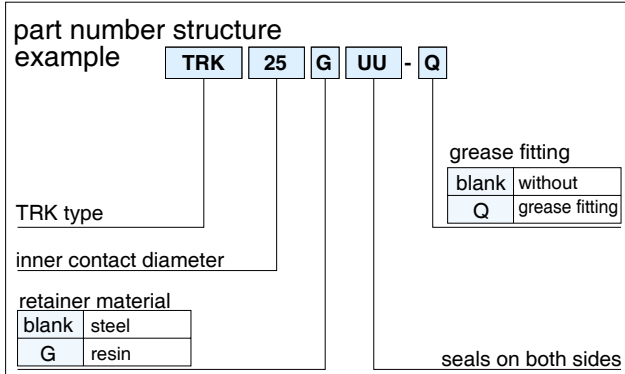 part number structure
example
TRK 25 G UU - Q
grease fitting
blank without
Q grease fitting
TRK type
inner contact diameter
retainer material
blank steel
G resin
seals on both sides